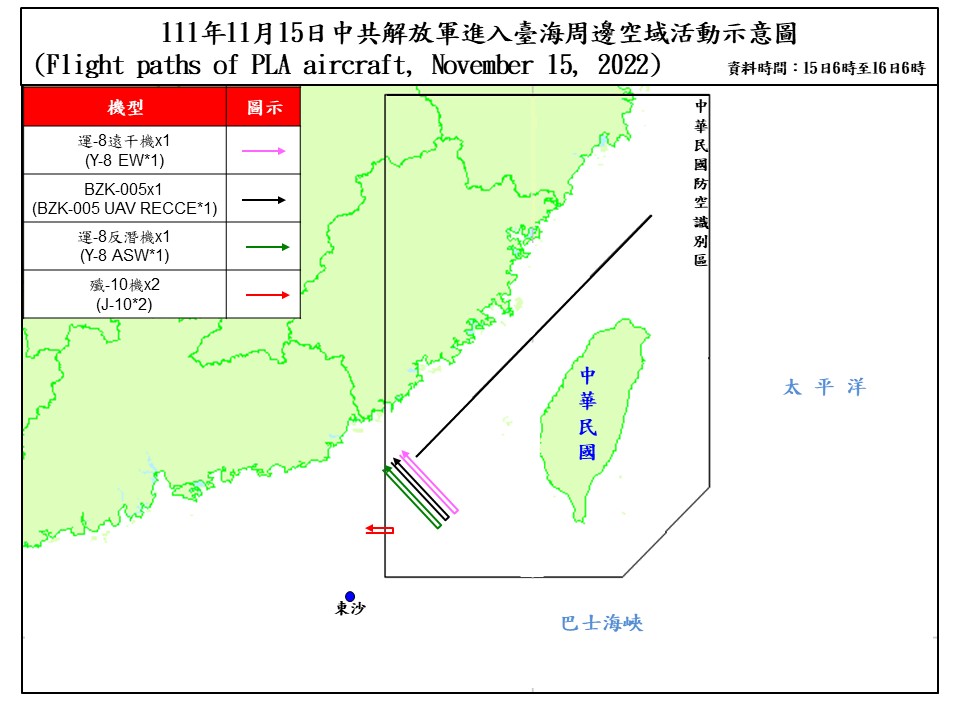 111年11月15日中共解放軍進入臺海周邊空域活動示意圖
(Flight paths of PLA aircraft, November 15, 2022)
資料時間：15日6時至16日6時
機型 圖示
運-8遠干機x1
(Y-8 EW*1)
BZK-005x1
(BZK-005 UAV RECCE*1)
運-8反潛機x1
(Y-8 ASW*1)
殲-10機x2
(J-10*2)
中華民國防空識別區
中華民國
太平洋
東沙
巴士海峽